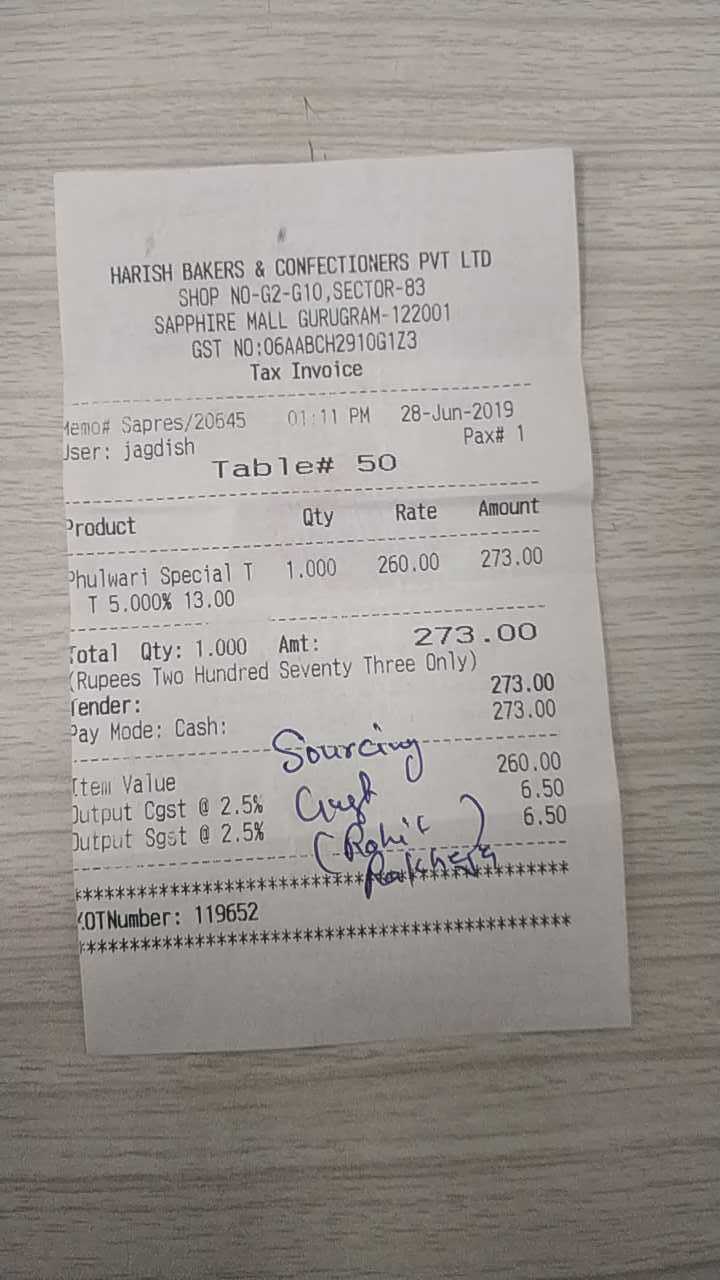 HARISH BAKERS & CONFECTIONERS PVT LTD
SHOP NO-G2-G10,SECTOR-83
SAPPHIRE MALL GURUGRAM-122001
GST NO:06AABCH2910G1Z3
Tax Invoice
Memo# Sapres/20645 01:11 PM 28-Jun-2019
User: jagdish Pax# 1
Table# 50
Product Qty Rate Amount
Phulwari Special T 1.000 260.00 273.00
T 5.000% 13.00
Total Qty: 1.000 Amt: 273.00
(Rupees Two Hundred Seventy Three Only)
Tender: 273.00
Pay Mode: Cash: 273.00
Sourcing
Item Value 260.00
Output Cgst @ 2.5% 6.50
Output Sgst @ 2.5% 6.50
(Rohit
*********************************************
KOTNumber: 119652
*********************************************